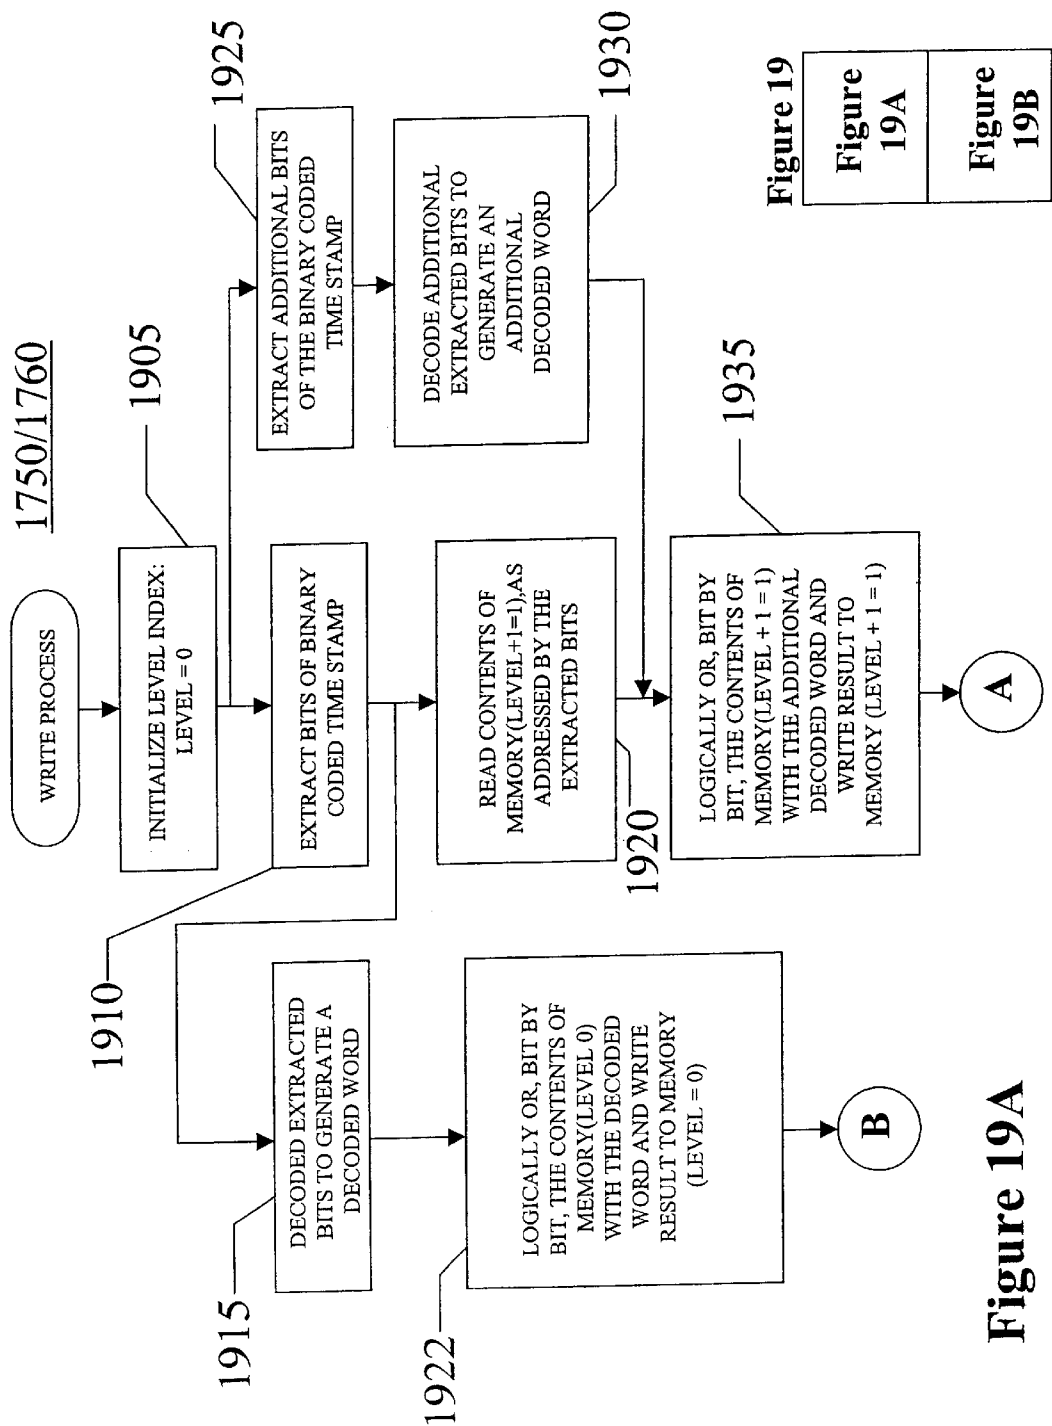 1750/1760
WRITE PROCESS
1905
INITIALIZE LEVEL INDEX:
LEVEL = 0
1910
EXTRACT BITS OF BINARY
CODED TIME STAMP
1925
EXTRACT ADDITIONAL BITS
OF THE BINARY CODED
TIME STAMP
1915
DECODED EXTRACTED
BITS TO GENERATE A
DECODED WORD
READ CONTENTS OF
MEMORY(LEVEL+1=1),AS
ADDRESSED BY THE
EXTRACTED BITS
1920
DECODE ADDITIONAL
EXTRACTED BITS TO
GENERATE AN
ADDITIONAL
DECODED WORD
1930
1922
LOGICALLY OR, BIT BY
BIT, THE CONTENTS OF
MEMORY(LEVEL 0)
WITH THE DECODED
WORD AND WRITE
RESULT TO MEMORY
(LEVEL = 0)
1935
LOGICALLY OR, BIT BY
BIT, THE CONTENTS OF
MEMORY(LEVEL + 1 = 1)
WITH THE ADDITIONAL
DECODED WORD AND
WRITE RESULT TO
MEMORY (LEVEL + 1 = 1)
B
A
Figure 19
Figure
19A
Figure
19B
Figure 19A